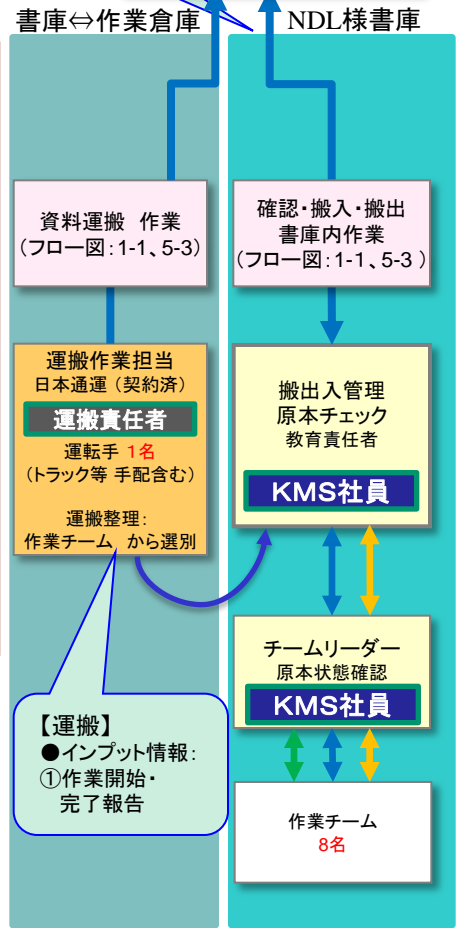 書庫⇔作業倉庫
NDL様書庫
資料運搬 作業
(フロー図:1-1、5-3)
確認・搬入・搬出
書庫内作業
(フロー図:1-1、5-3 )
運搬作業担当
日本通運 (契約済)
運搬責任者
運転手 1名
(トラック等 手配含む)
運搬整理:
作業チーム から選別
搬出入管理
原本チェック
教育責任者
KMS社員
チームリーダー
原本状態確認
KMS社員
【運搬】
●インプット情報:
①作業開始・
完了報告
作業チーム
8名